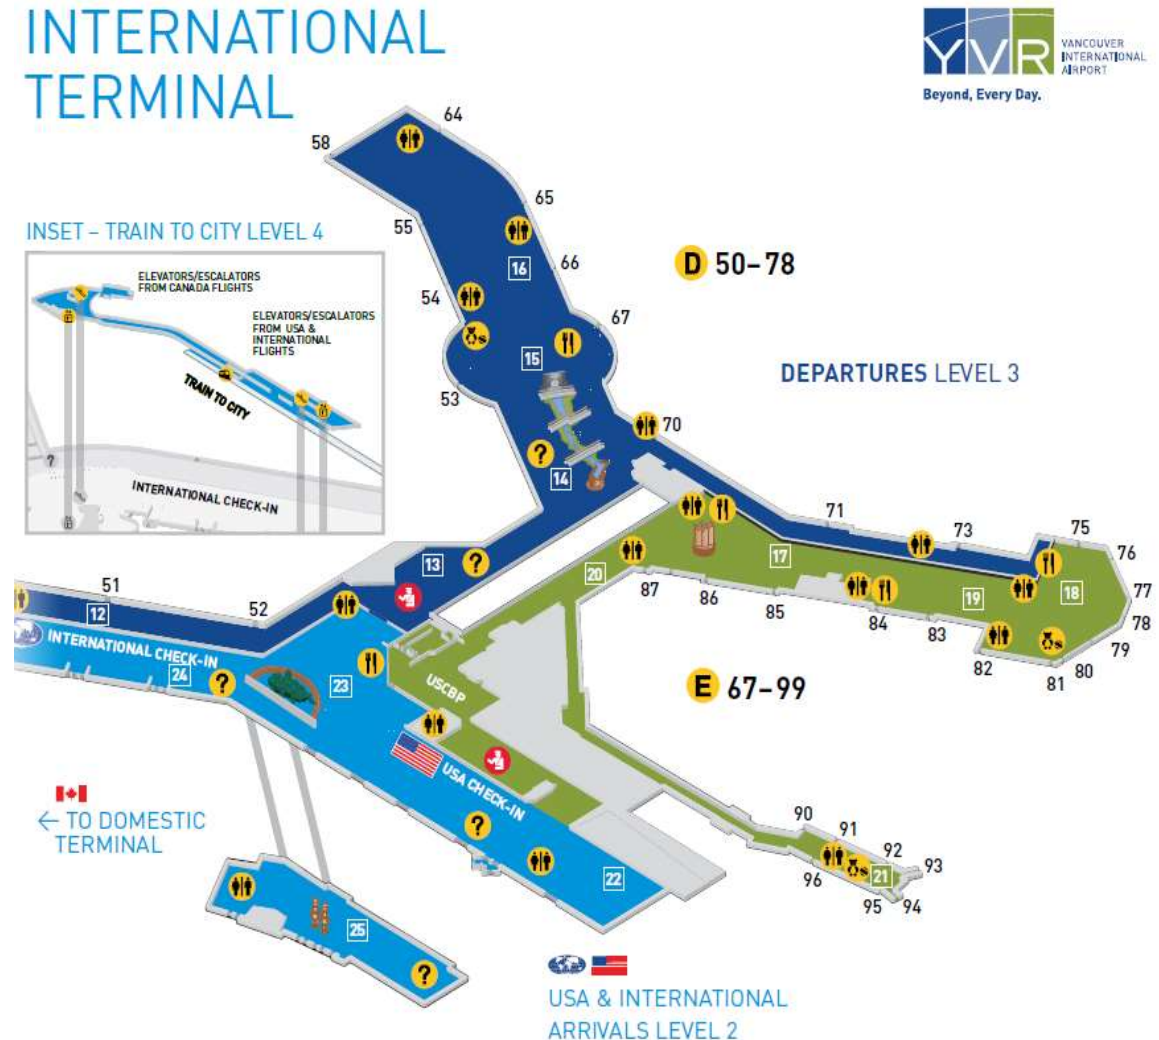 INTERNATIONAL
TERMINAL
YVR
VANCOUVER
INTERNATIONAL
AIRPORT
Beyond, Every Day.
64
58
65
55
INSET – TRAIN TO CITY LEVEL 4
ELEVATORS/ESCALATORS
FROM CANADA FLIGHTS
ELEVATORS/ESCALATORS
FROM USA &
INTERNATIONAL
FLIGHTS
TRAIN TO CITY
?
INTERNATIONAL CHECK-IN
16
66
D 50–78
54
67
15
DEPARTURES LEVEL 3
53
70
?
14
71
73
75
76
13
?
20
17
87
86
85
84
83
19
18
77
78
79
82
81
80
51
52
12
INTERNATIONAL CHECK-IN
24
?
23
USCBP
E 67–99
USA CHECK-IN
← TO DOMESTIC
TERMINAL
?
22
90
91
92
93
96
21
95
94
25
?
USA & INTERNATIONAL
ARRIVALS LEVEL 2